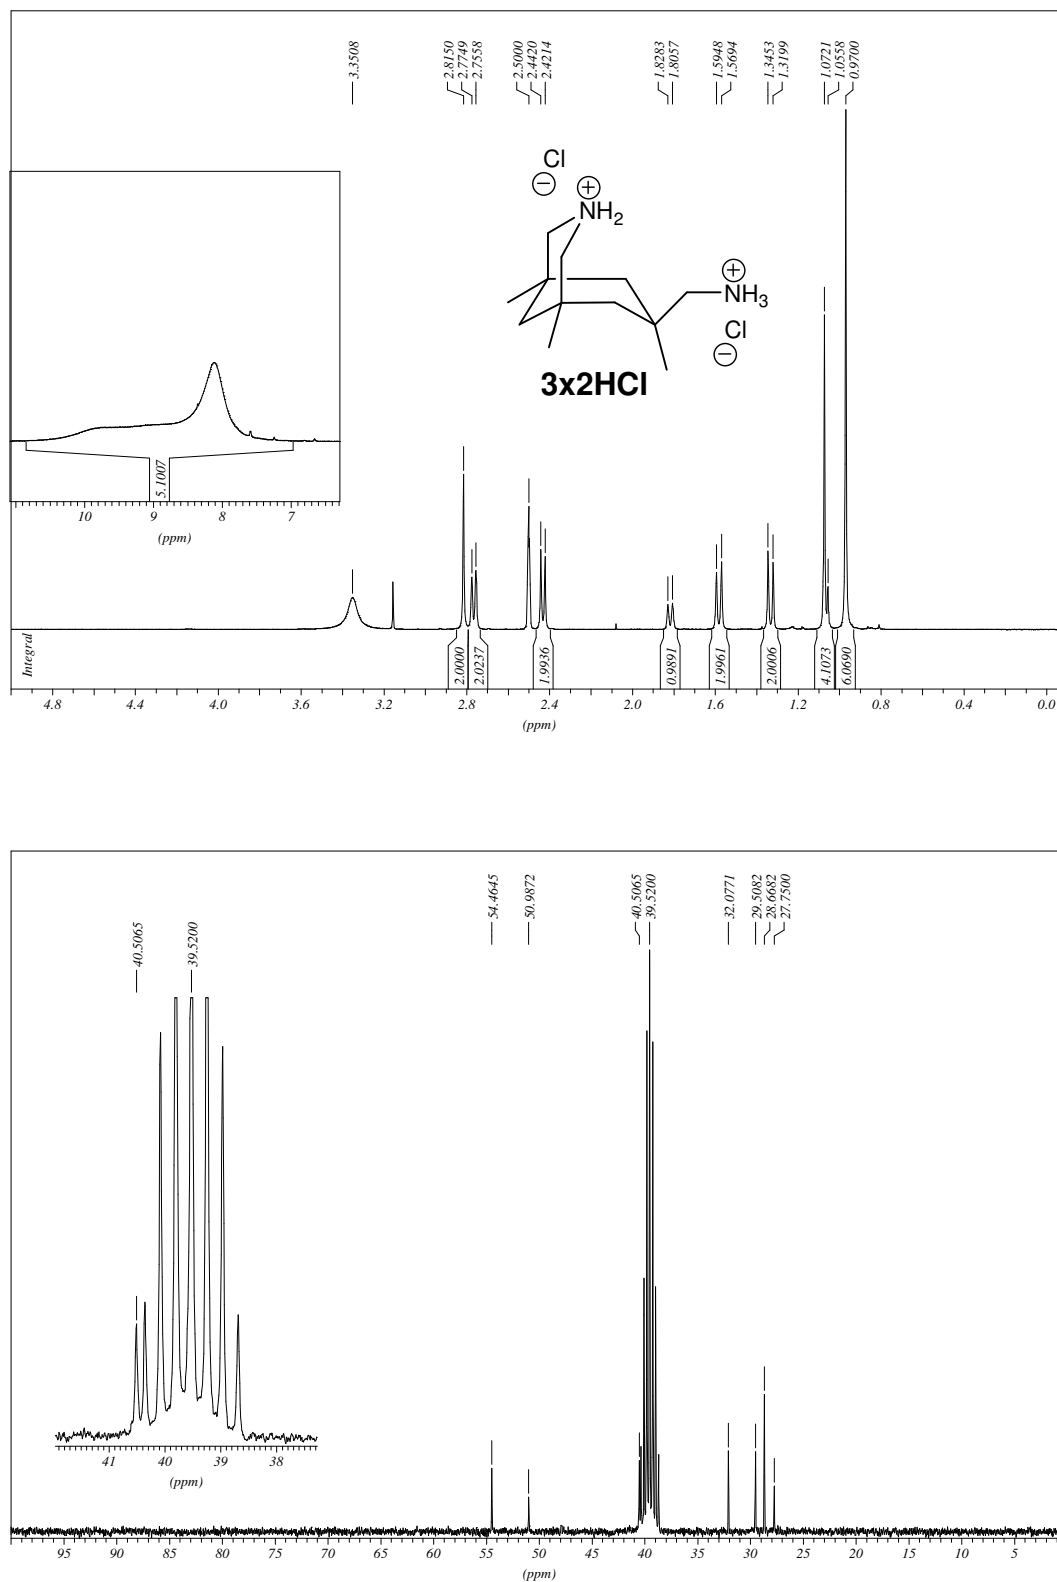 3.3508
2.8150
2.7749
2.7558
2.5000
2.4420
2.4214
1.8283
1.8057
1.5948
1.5694
1.3453
1.3199
1.0721
1.0558
0.9700
Cl
−
+
NH2
+
NH3
Cl
−
3x2HCl
5.1007
10 9 8 7
(ppm)
Integral
2.0000
2.0237
1.9936
0.9891
1.9961
2.0006
4.1073
6.0690
4.8 4.4 4.0 3.6 3.2 2.8 2.4 2.0 1.6 1.2 0.8 0.4 0.0
(ppm)
54.4645
50.9872
40.5065
39.5200
32.0771
29.5082
28.6682
27.7500
40.5065
39.5200
41 40 39 38
(ppm)
95 90 85 80 75 70 65 60 55 50 45 40 35 30 25 20 15 10 5
(ppm)